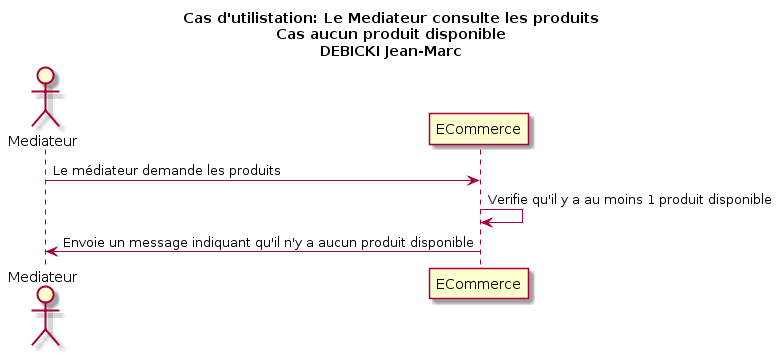 Cas d'utilistation: Le Mediateur consulte les produits
Cas aucun produit disponible
DEBICKI Jean-Marc
Mediateur
ECommerce
Le médiateur demande les produits
Verifie qu'il y a au moins 1 produit disponible
Envoie un message indiquant qu'il n'y a aucun produit disponible
Mediateur
ECommerce